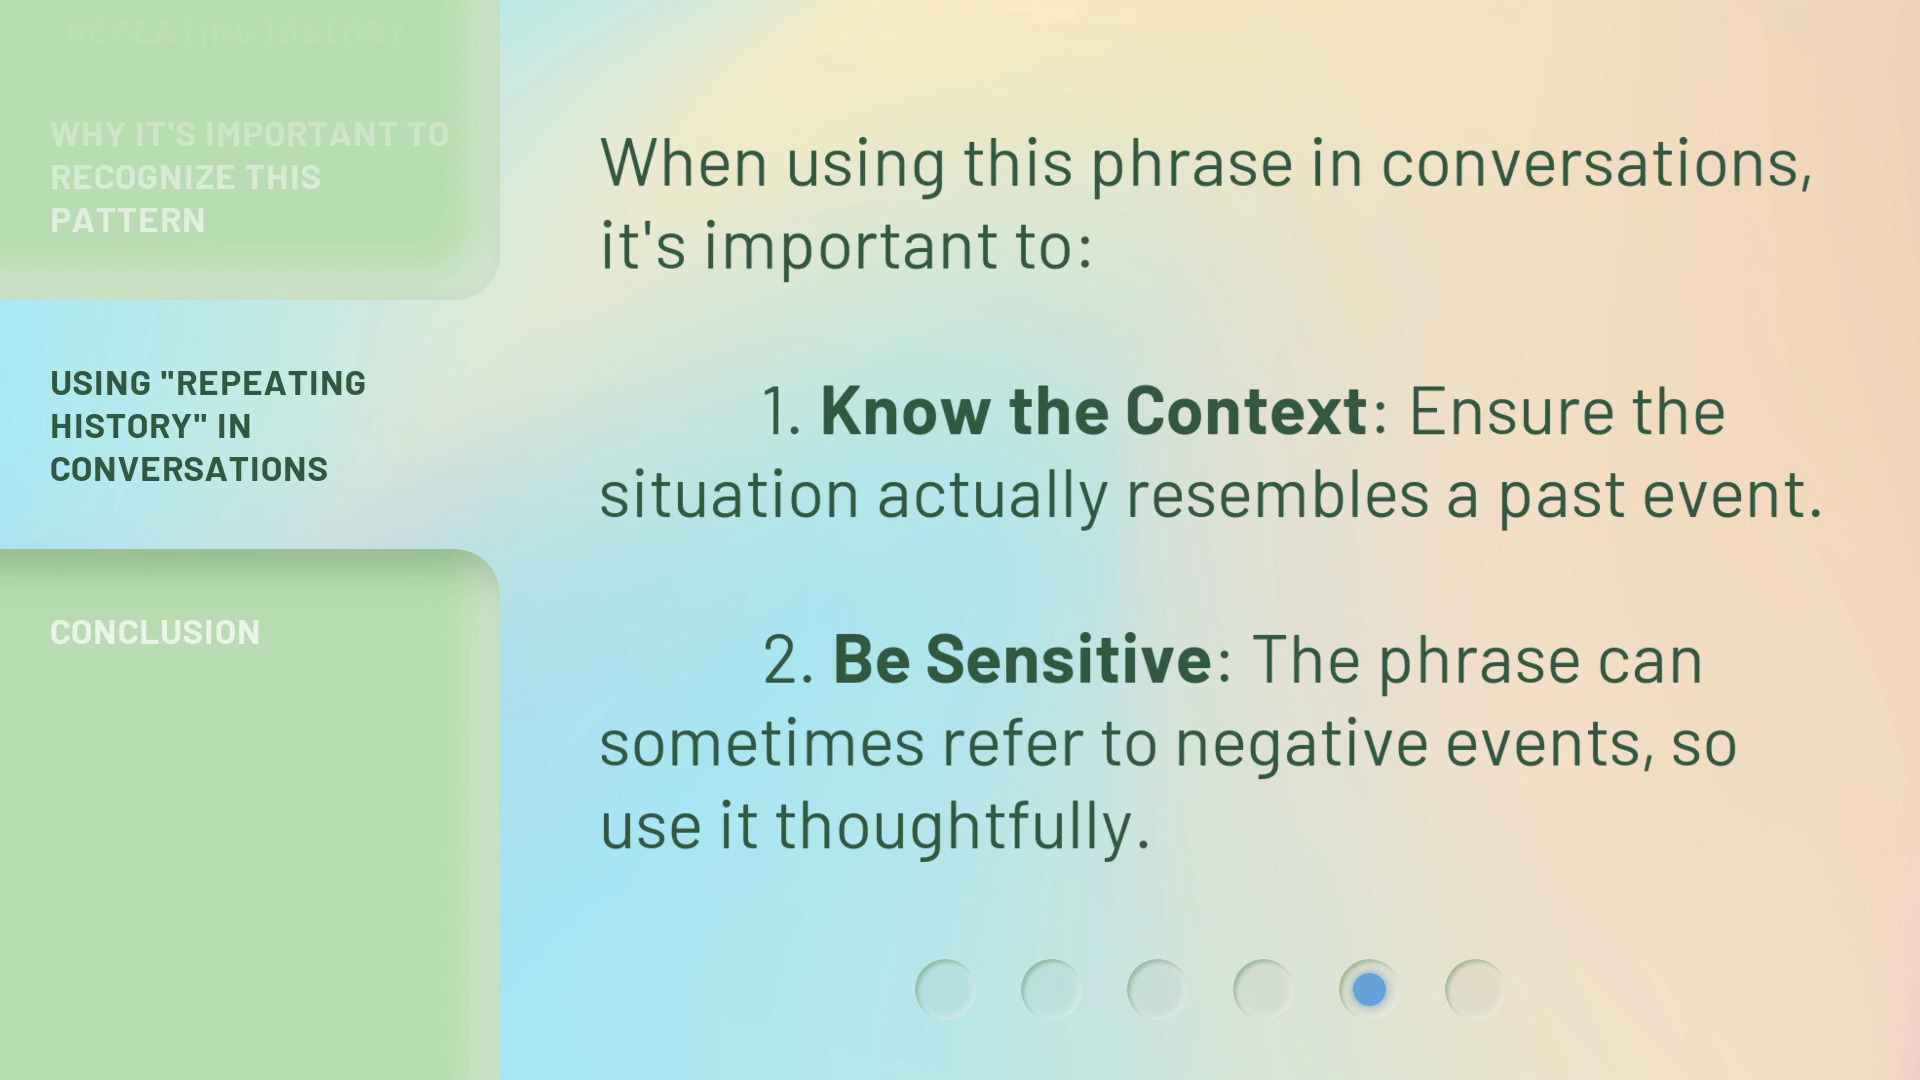 "REPEATING HISTORY"
WHY IT'S IMPORTANT TO
RECOGNIZE THIS
PATTERN
USING "REPEATING
HISTORY" IN
CONVERSATIONS
CONCLUSION
When using this phrase in conversations,
it's important to:
1. Know the Context: Ensure the
situation actually resembles a past event.
2. Be Sensitive: The phrase can
sometimes refer to negative events, so
use it thoughtfully.